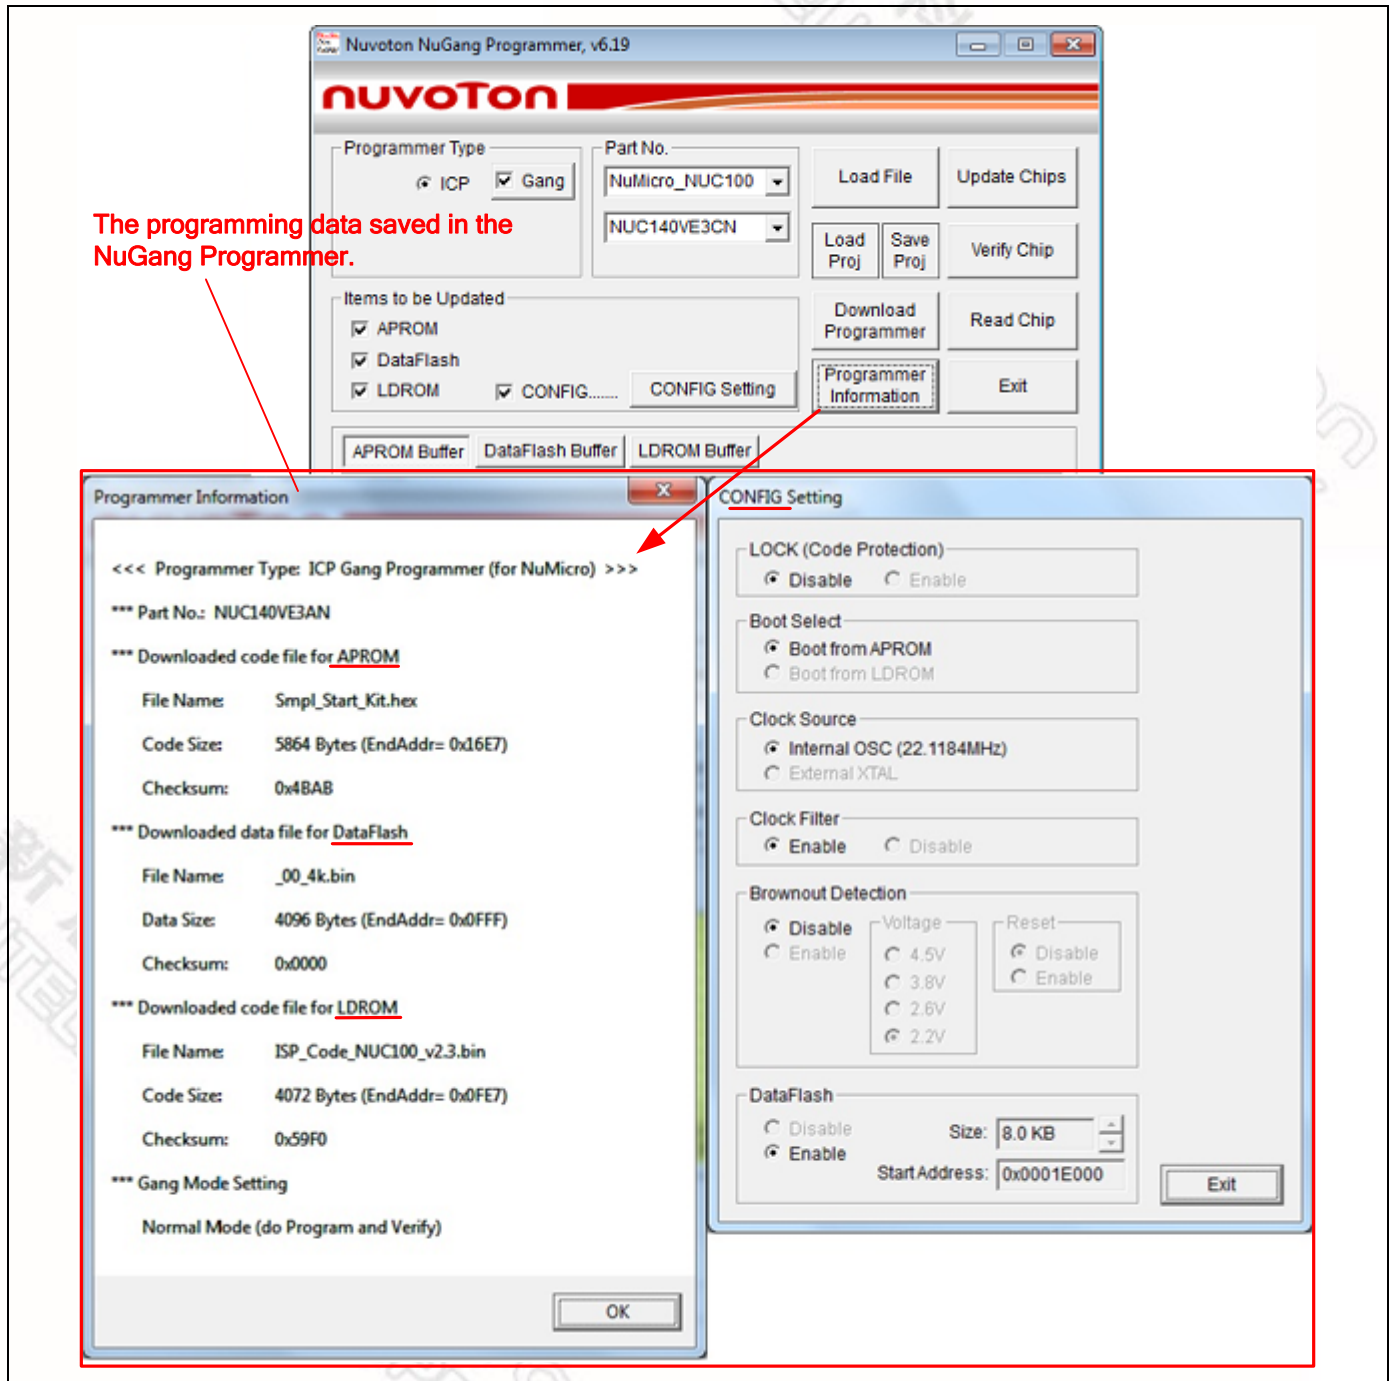 Nuvoton NuGang Programmer, v6.19
nuvoTon
Programmer Type
ICP
Gang
Part No.
NuMicro_NUC100
NUC140VE3CN
Load File
Update Chips
Load
Proj
Save
Proj
Verify Chip
The programming data saved in the
NuGang Programmer.
Items to be Updated
APROM
DataFlash
LDROM
CONFIG.......
CONFIG Setting
Download
Programmer
Read Chip
Programmer
Information
Exit
APROM Buffer
DataFlash Buffer
LDROM Buffer
Programmer Information
<<< Programmer Type: ICP Gang Programmer (for NuMicro) >>>
*** Part No.: NUC140VE3AN
*** Downloaded code file for APROM
File Name: Smpl_Start_Kit.hex
Code Size: 5864 Bytes (EndAddr= 0x16E7)
Checksum: 0x4BAB
*** Downloaded data file for DataFlash
File Name: _00_4k.bin
Data Size: 4096 Bytes (EndAddr= 0x0FFF)
Checksum: 0x0000
*** Downloaded code file for LDROM
File Name: ISP_Code_NUC100_v2.3.bin
Code Size: 4072 Bytes (EndAddr= 0x0FE7)
Checksum: 0x59F0
*** Gang Mode Setting
Normal Mode (do Program and Verify)
OK
CONFIG Setting
LOCK (Code Protection)
Disable Enable
Boot Select
Boot from APROM
Boot from LDROM
Clock Source
Internal OSC (22.1184MHz)
External XTAL
Clock Filter
Enable Disable
Brownout Detection
Disable
Enable
Voltage
4.5V
3.8V
2.6V
2.2V
Reset
Disable
Enable
DataFlash
Disable
Enable
Size: 8.0 KB
Start Address: 0x0001E000
Exit